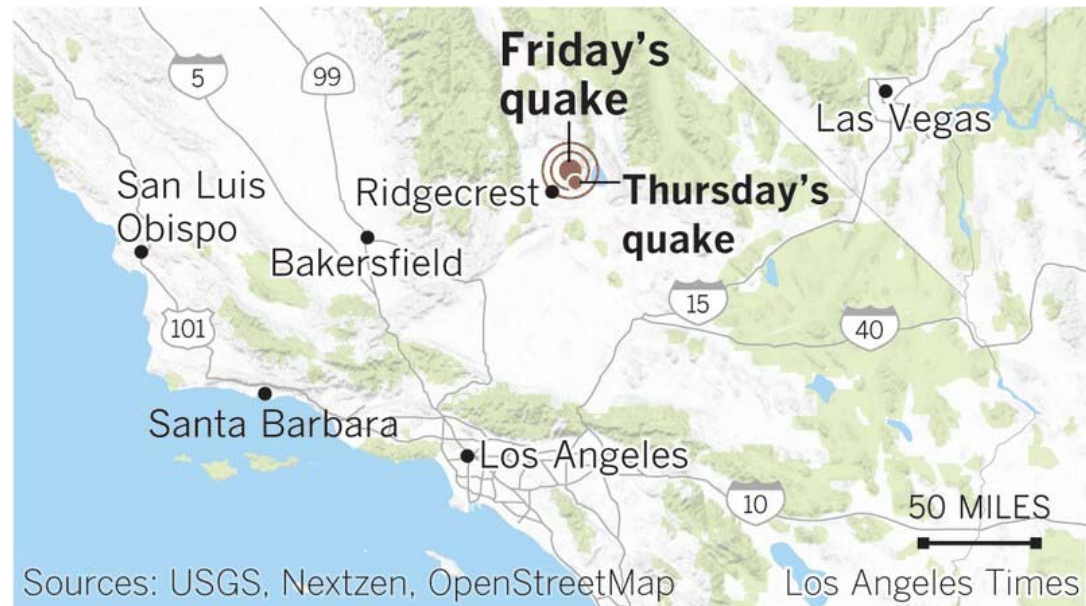 5
99
Friday's
quake
Las Vegas
San Luis
Obispo
Ridgecrest
Thursday's
quake
Bakersfield
15
101
40
Santa Barbara
Los Angeles
10
50 MILES
Sources: USGS, Nextzen, OpenStreetMap
Los Angeles Times